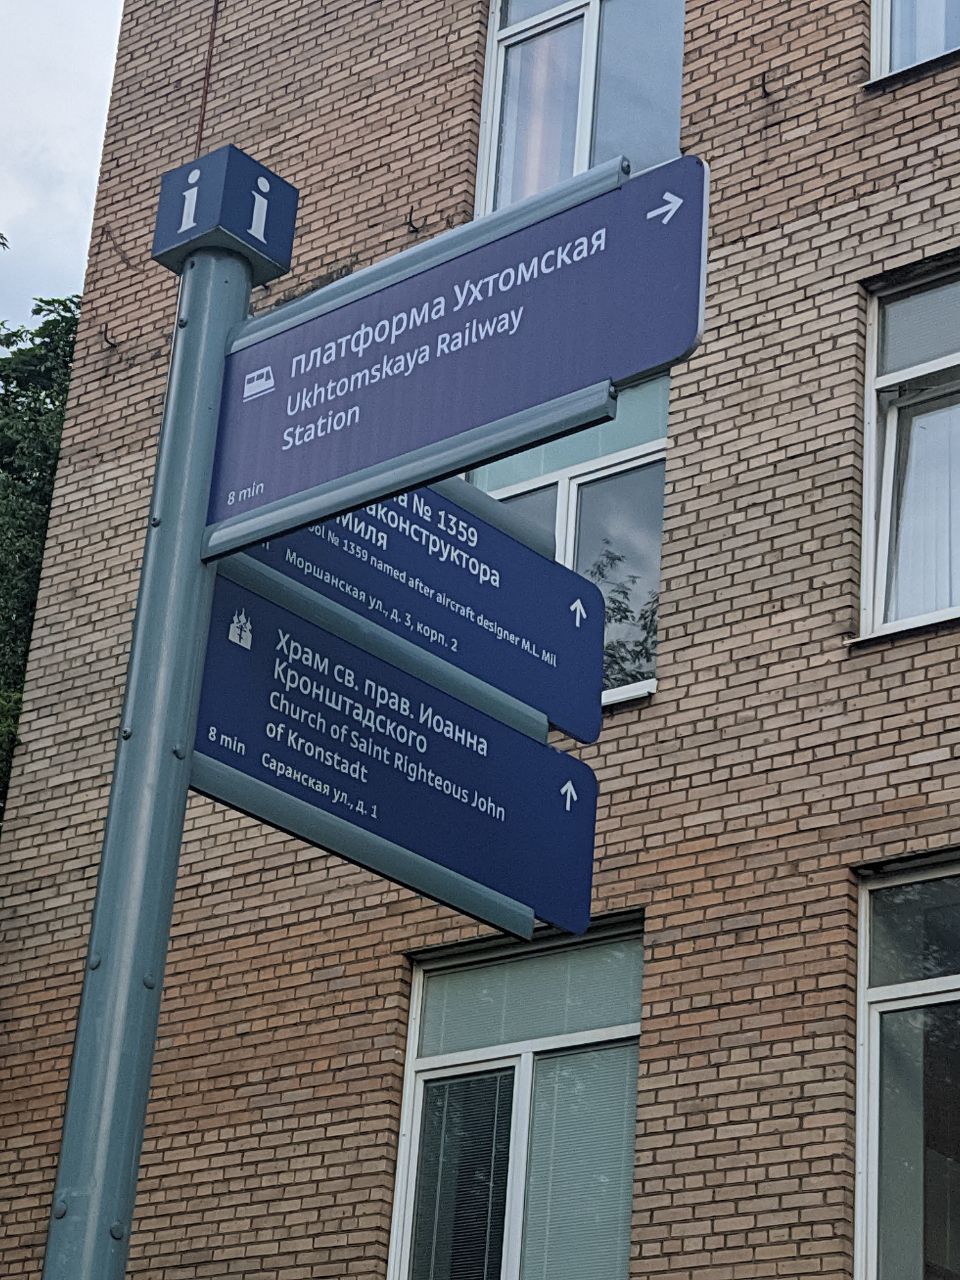 i i
платформа Ухтомская
Ukhtomskaya Railway
Station
8 min
№ 1359
Миля
№ 1359 named after aircraft designer M.L. Mil
Моршанская ул., д. 3, корп. 2
Храм св. прав. Иоанна
Кронштадского
Church of Saint Righteous John
of Kronstadt
8 min
Саранская ул., д. 1